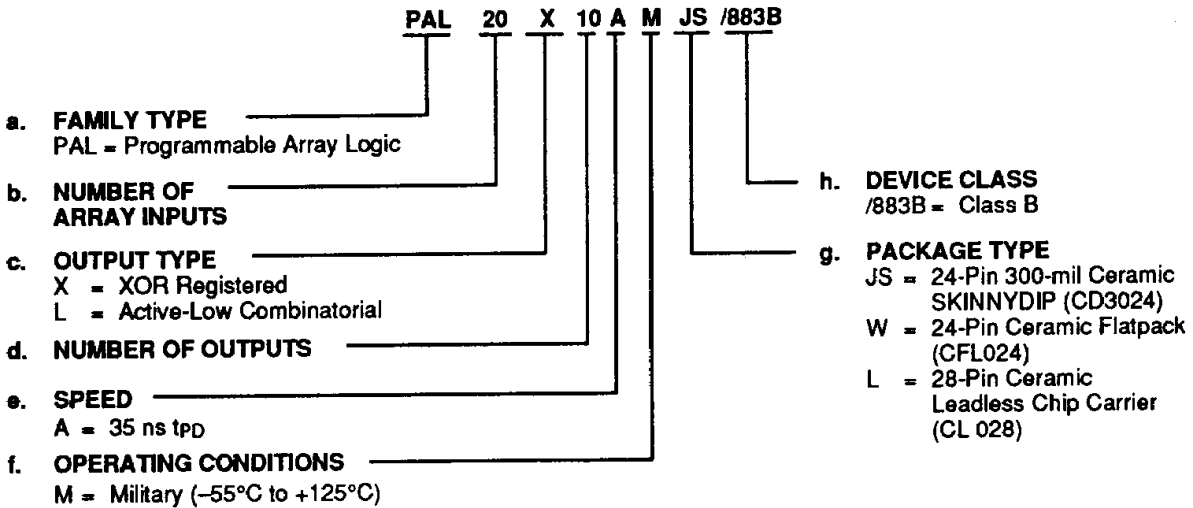 PAL 20 X 10 A M JS /883B
a. FAMILY TYPE
PAL = Programmable Array Logic
b. NUMBER OF
ARRAY INPUTS
c. OUTPUT TYPE
X = XOR Registered
L = Active-Low Combinatorial
d. NUMBER OF OUTPUTS
e. SPEED
A = 35 ns tPD
f. OPERATING CONDITIONS
M = Military (–55°C to +125°C)
h. DEVICE CLASS
/883B = Class B
g. PACKAGE TYPE
JS = 24-Pin 300-mil Ceramic
SKINNYDIP (CD3024)
W = 24-Pin Ceramic Flatpack
(CFL024)
L = 28-Pin Ceramic
Leadless Chip Carrier
(CL 028)